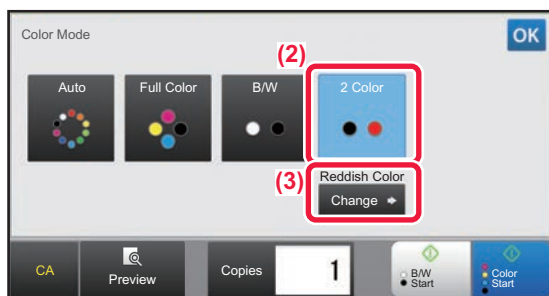 Color Mode
OK
(2)
Auto
Full Color
B/W
2 Color
(3)
Reddish Color
Change
CA
Preview
Copies
1
B/W
Start
Color
Start